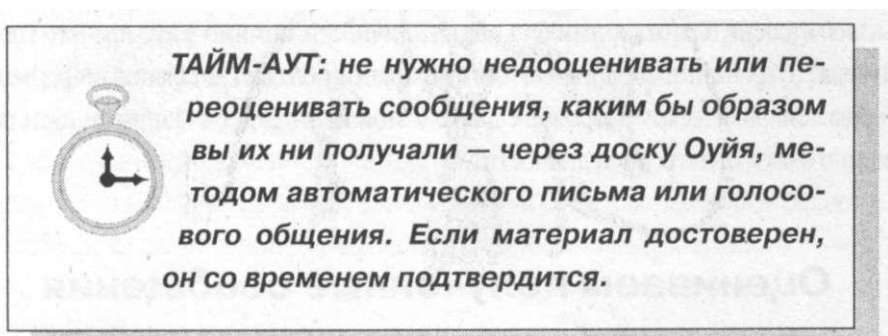 ТАЙМ-АУТ: не нужно недооценивать или пе-
реоценивать сообщения, каким бы образом
вы их ни получали — через доску Оуйя, ме-
тодом автоматического письма или голосо-
вого общения. Если материал достоверен,
он со временем подтвердится.